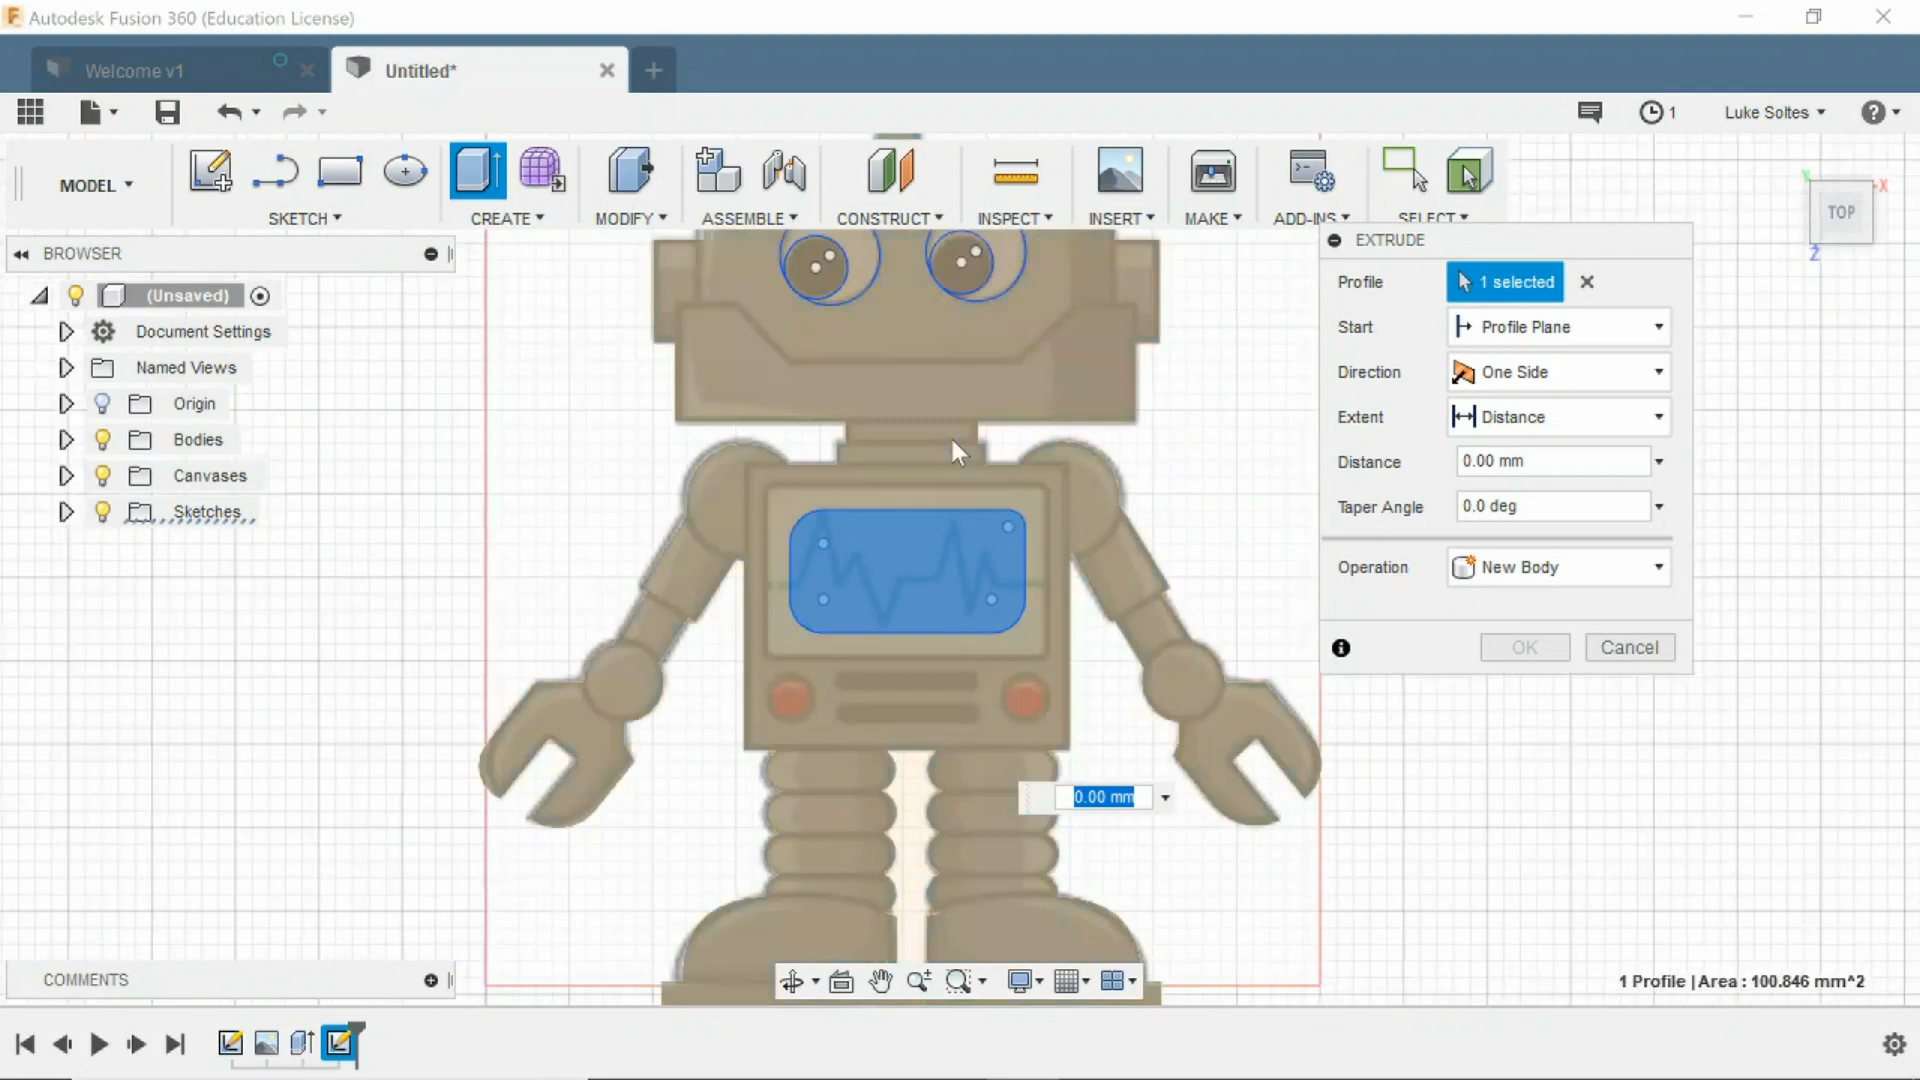 Autodesk Fusion 360 (Education License)
Welcome v1
Untitled*
1
Luke Soltes
MODEL
SKETCH
CREATE
MODIFY
ASSEMBLE
CONSTRUCT
INSPECT
INSERT
MAKE
ADD-INS
SELECT
TOP
X
Y
Z
BROWSER
(Unsaved)
Document Settings
Named Views
Origin
Bodies
Canvases
Sketches
EXTRUDE
Profile 1 selected
Start Profile Plane
Direction One Side
Extent Distance
Distance 0.00 mm
Taper Angle 0.0 deg
Operation New Body
OK Cancel
0.00 mm
COMMENTS
1 Profile | Area : 100.846 mm^2